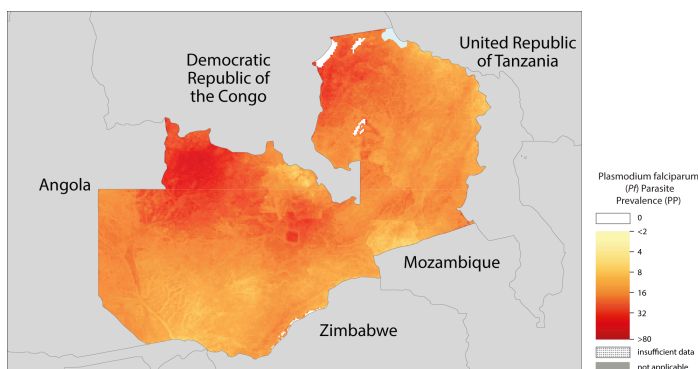 Democratic
Republic of
the Congo
United Republic
of Tanzania
Angola
Mozambique
Zimbabwe
Plasmodium falciparum
(Pf) Parasite
Prevalence (PP)
0
<2
4
8
16
32
>80
insufficient data
not applicable